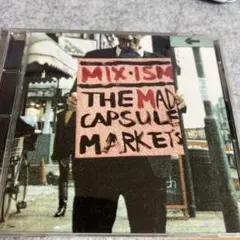 MIX·ISM
THE MAD
CAPSULE
MARKETS